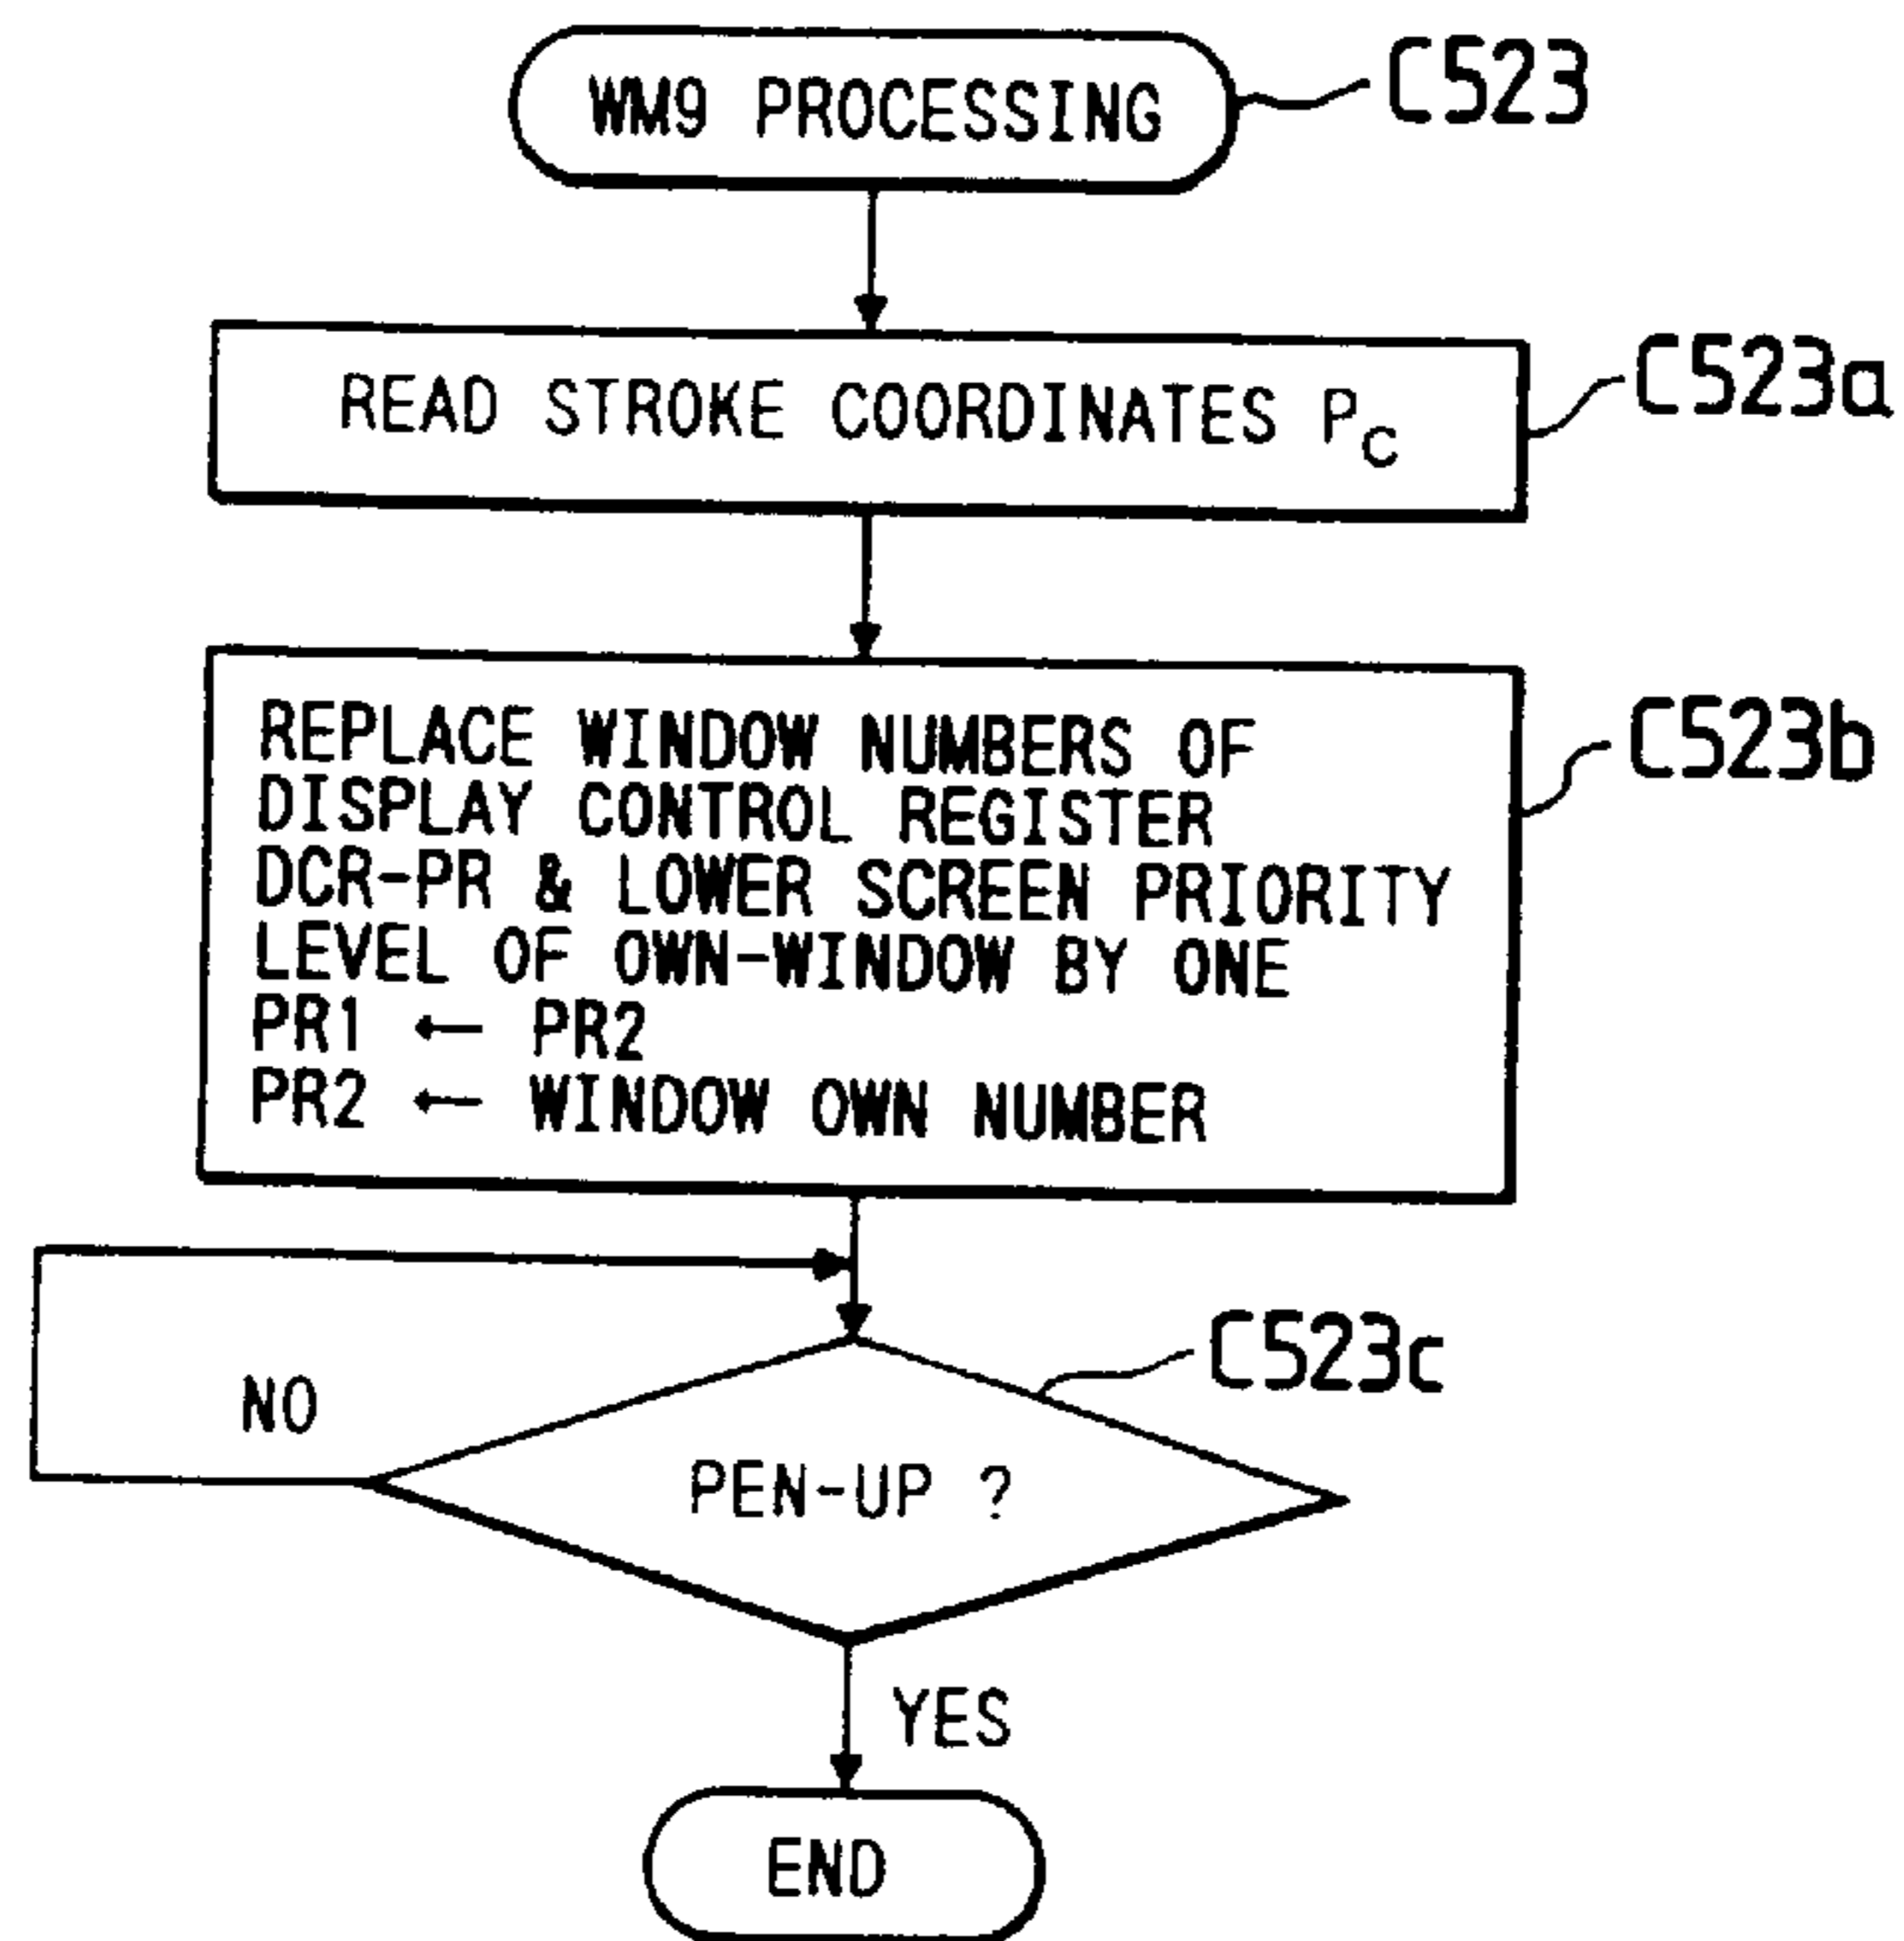 WM9 PROCESSING
C523
READ STROKE COORDINATES PC
C523a
REPLACE WINDOW NUMBERS OF
DISPLAY CONTROL REGISTER
DCR-PR & LOWER SCREEN PRIORITY
LEVEL OF OWN-WINDOW BY ONE
PR1 ← PR2
PR2 ← WINDOW OWN NUMBER
C523b
C523c
NO
PEN-UP ?
YES
END